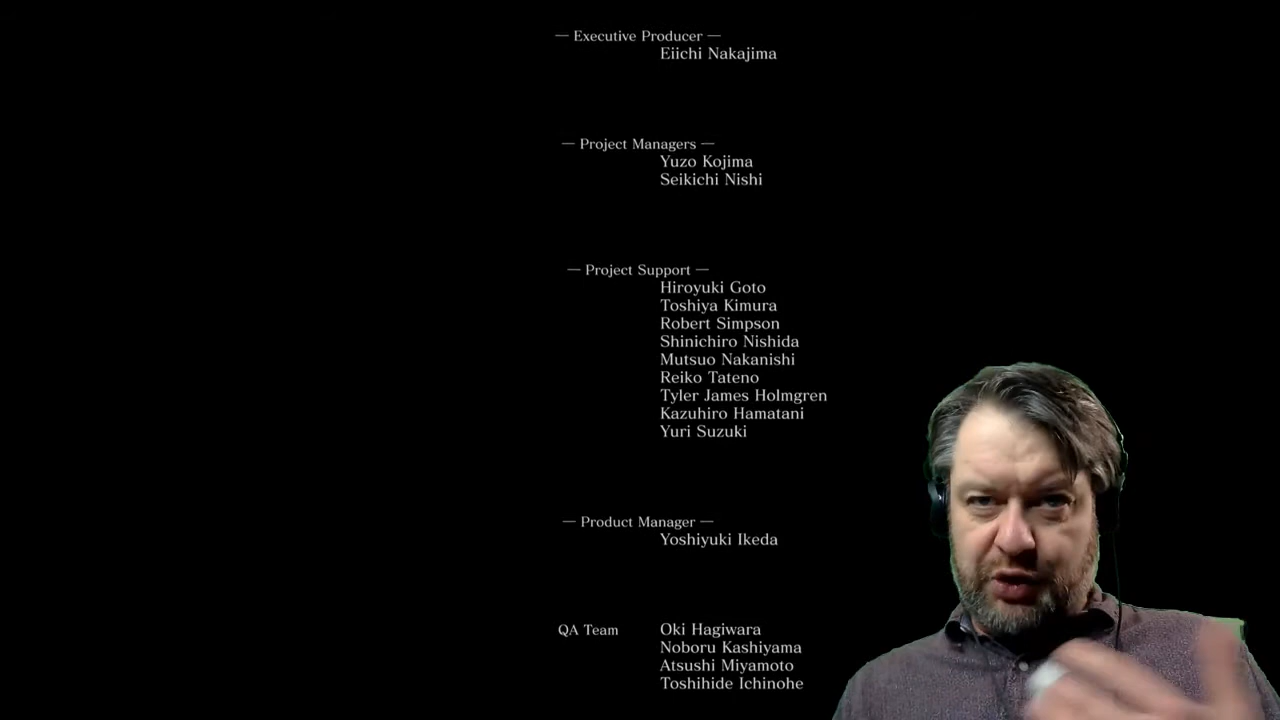 — Executive Producer —
Eiichi Nakajima
— Project Managers —
Yuzo Kojima
Seikichi Nishi
— Project Support —
Hiroyuki Goto
Toshiya Kimura
Robert Simpson
Shinichiro Nishida
Mutsuo Nakanishi
Reiko Tateno
Tyler James Holmgren
Kazuhiro Hamatani
Yuri Suzuki
— Product Manager —
Yoshiyuki Ikeda
QA Team Oki Hagiwara
Noboru Kashiyama
Atsushi Miyamoto
Toshihide Ichinohe